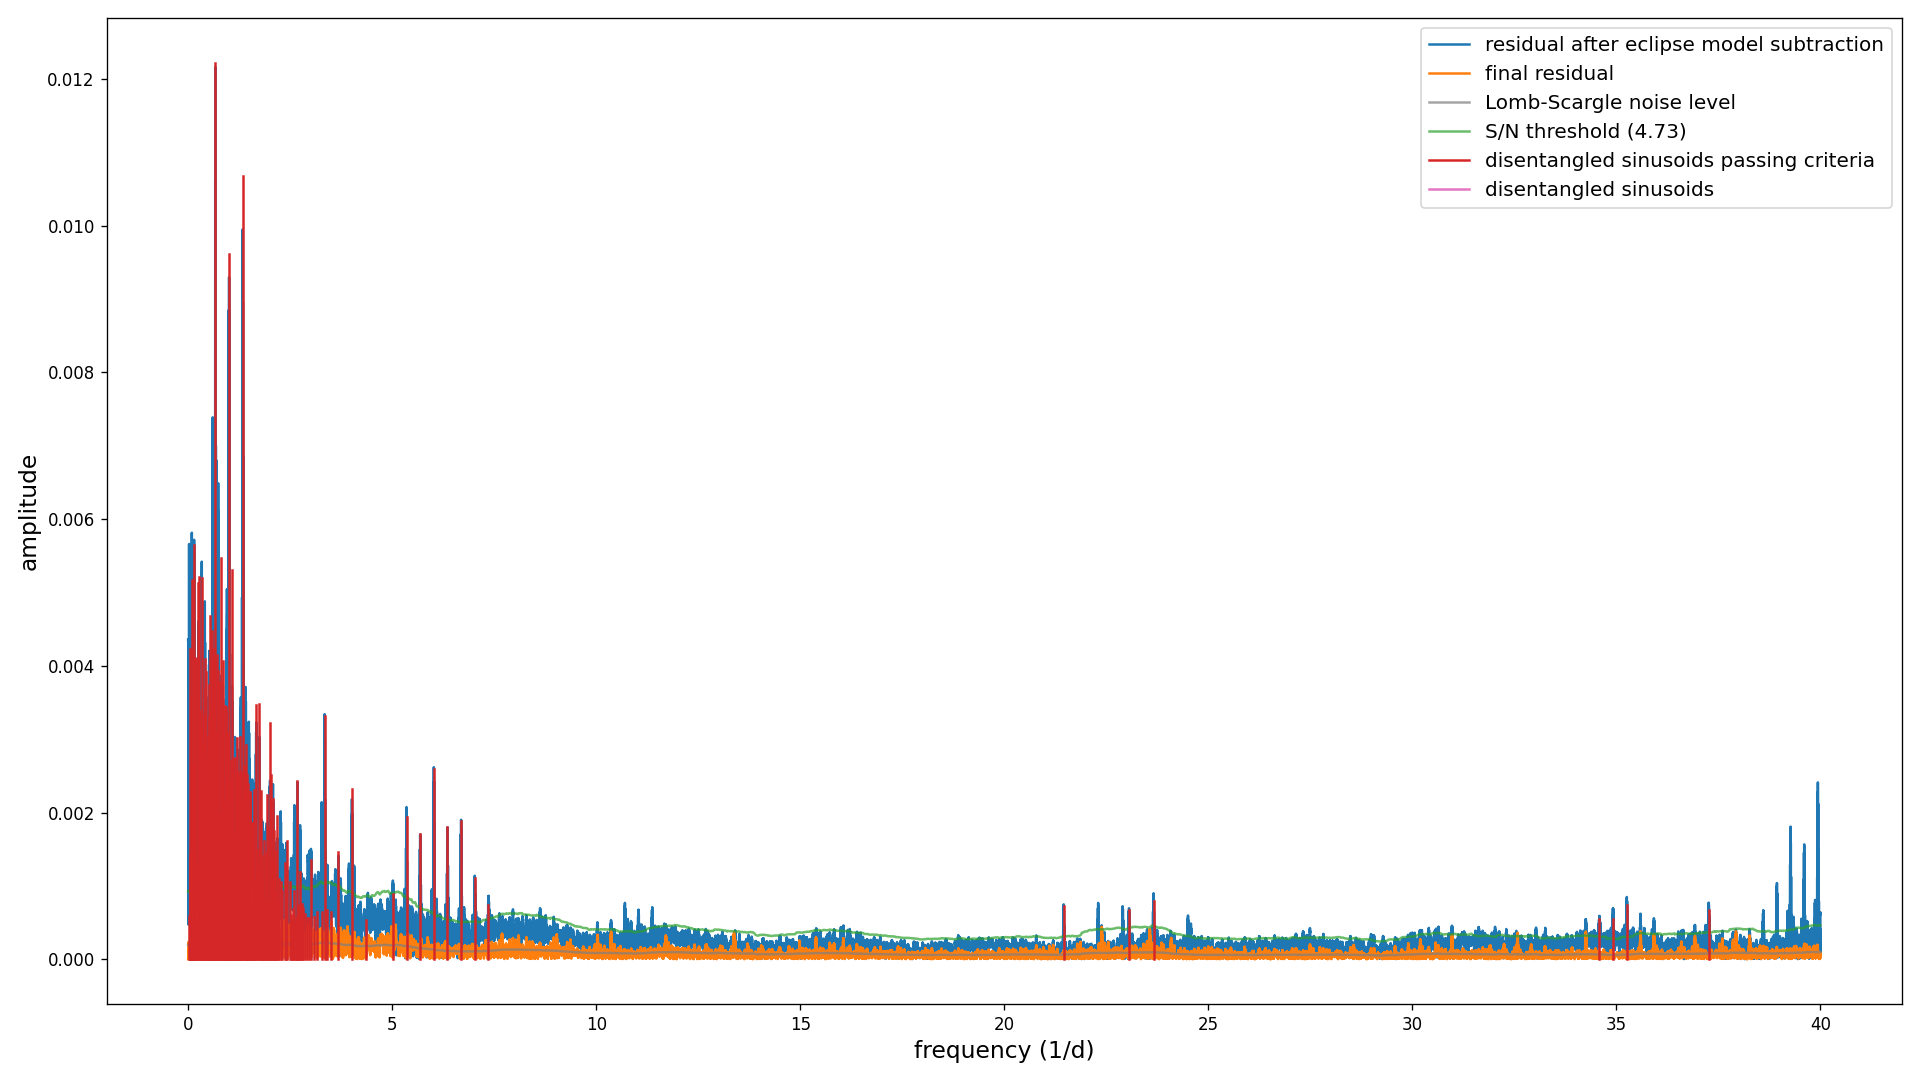 residual after eclipse model subtraction
final residual
Lomb-Scargle noise level
S/N threshold (4.73)
disentangled sinusoids passing criteria
disentangled sinusoids
0.012
0.010
0.008
0.006
0.004
0.002
0.000
amplitude
0 5 10 15 20 25 30 35 40
frequency (1/d)